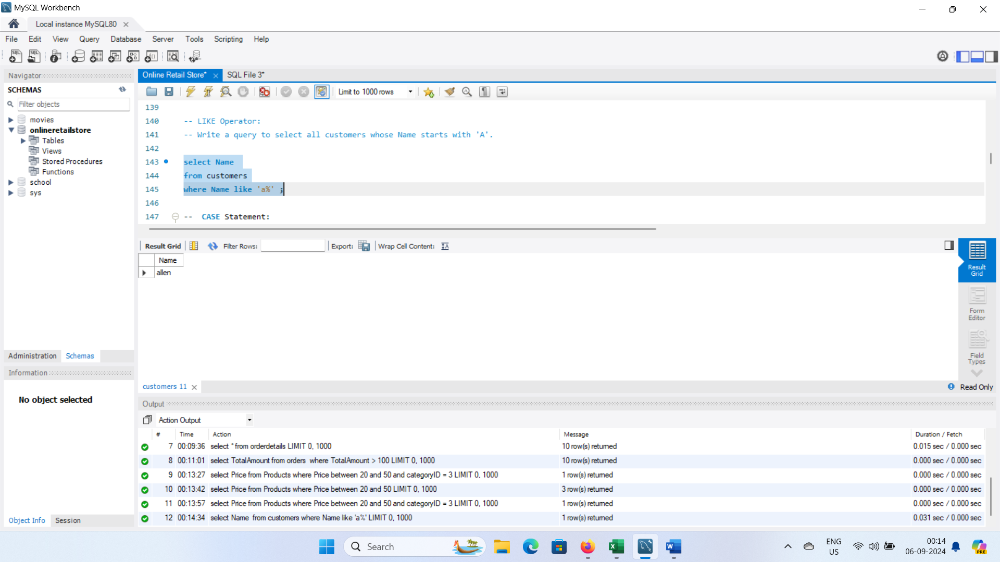 MySQL Workbench
Local instance MySQL80
File Edit View Query Database Server Tools Scripting Help
Navigator
SCHEMAS
Filter objects
movies
onlineretailstore
Tables
Views
Stored Procedures
Functions
school
sys
Administration Schemas
Information
No object selected
Object Info Session
Online Retail Store* SQL File 3*
Limit to 1000 rows
139
140 -- LIKE Operator:
141 -- Write a query to select all customers whose Name starts with 'A'.
142
143 select Name
144 from customers
145 where Name like 'a%' ;
146
147 -- CASE Statement:
Result Grid Filter Rows: Export: Wrap Cell Content:
Name
allen
Result
Grid
Form
Editor
Field
Types
customers 11
Read Only
Output
Action Output
# Time Action Message Duration / Fetch
7 00:09:36 select * from orderdetails LIMIT 0, 1000 10 row(s) returned 0.015 sec / 0.000 sec
8 00:11:01 select TotalAmount from orders where TotalAmount > 100 LIMIT 0, 1000 10 row(s) returned 0.000 sec / 0.000 sec
9 00:13:27 select Price from Products where Price between 20 and 50 and categoryID = 3 LIMIT 0, 1000 1 row(s) returned 0.000 sec / 0.000 sec
10 00:13:42 select Price from Products where Price between 20 and 50 LIMIT 0, 1000 3 row(s) returned 0.000 sec / 0.000 sec
11 00:13:57 select Price from Products where Price between 20 and 50 and categoryID = 3 LIMIT 0, 1000 1 row(s) returned 0.000 sec / 0.000 sec
12 00:14:34 select Name from customers where Name like 'a%' LIMIT 0, 1000 1 row(s) returned 0.031 sec / 0.000 sec
Search
ENG
US
00:14
06-09-2024
PRE